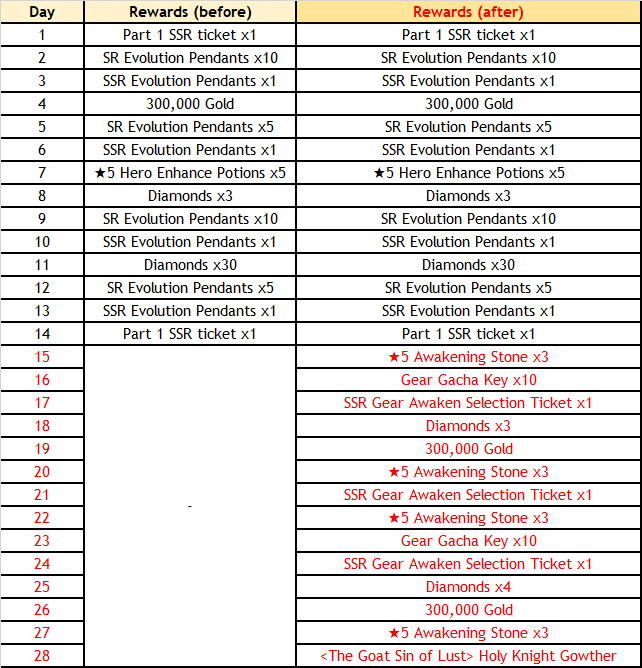 Day Rewards (before) Rewards (after)
1 Part 1 SSR ticket x1 Part 1 SSR ticket x1
2 SR Evolution Pendants x10 SR Evolution Pendants x10
3 SSR Evolution Pendants x1 SSR Evolution Pendants x1
4 300,000 Gold 300,000 Gold
5 SR Evolution Pendants x5 SR Evolution Pendants x5
6 SSR Evolution Pendants x1 SSR Evolution Pendants x1
7 ★5 Hero Enhance Potions x5 ★5 Hero Enhance Potions x5
8 Diamonds x3 Diamonds x3
9 SR Evolution Pendants x10 SR Evolution Pendants x10
10 SSR Evolution Pendants x1 SSR Evolution Pendants x1
11 Diamonds x30 Diamonds x30
12 SR Evolution Pendants x5 SR Evolution Pendants x5
13 SSR Evolution Pendants x1 SSR Evolution Pendants x1
14 Part 1 SSR ticket x1 Part 1 SSR ticket x1
15 ★5 Awakening Stone x3
16 Gear Gacha Key x10
17 SSR Gear Awaken Selection Ticket x1
18 Diamonds x3
19 300,000 Gold
20 ★5 Awakening Stone x3
21 - SSR Gear Awaken Selection Ticket x1
22 ★5 Awakening Stone x3
23 Gear Gacha Key x10
24 SSR Gear Awaken Selection Ticket x1
25 Diamonds x4
26 300,000 Gold
27 ★5 Awakening Stone x3
28 <The Goat Sin of Lust> Holy Knight Gowther